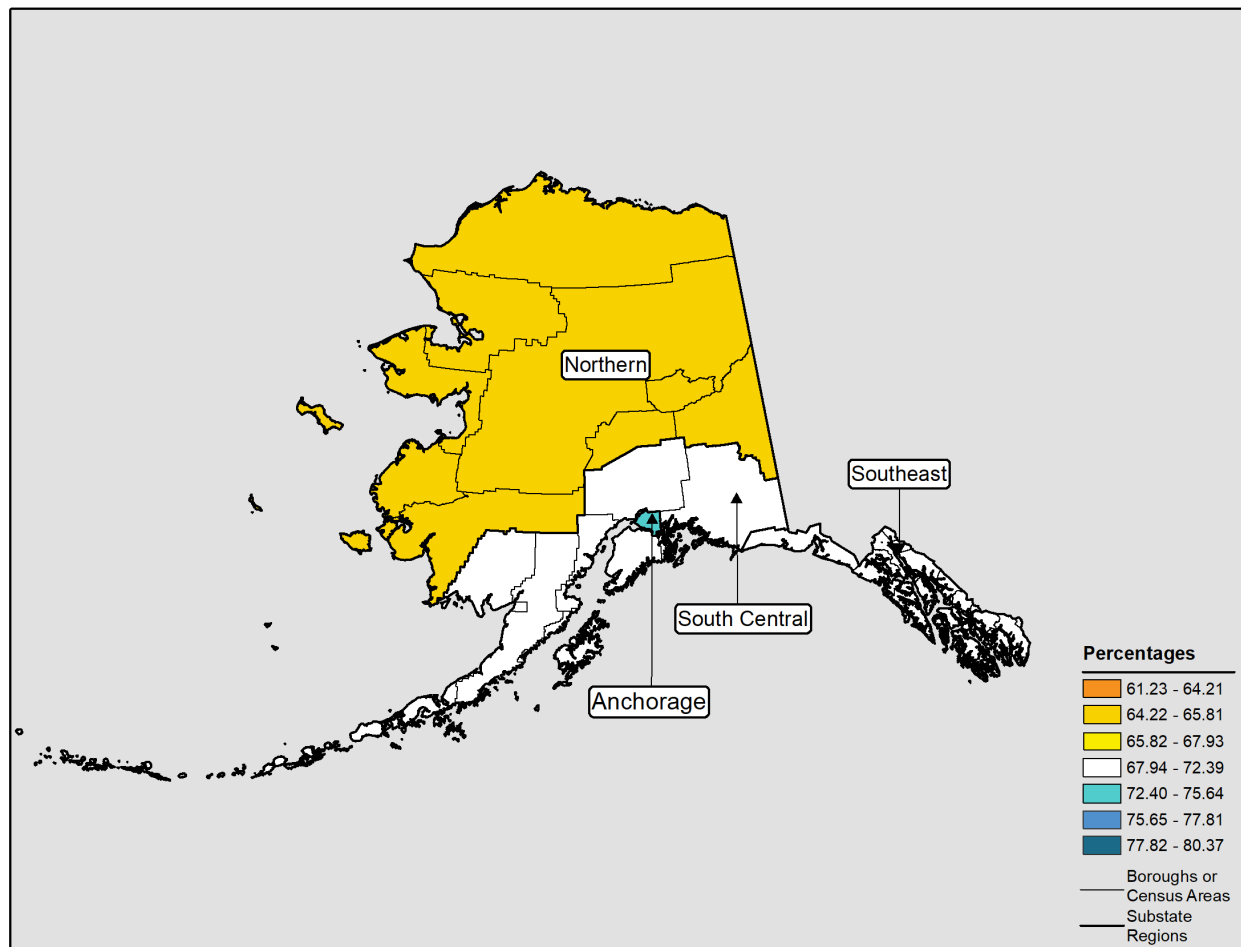 Northern
Southeast
South Central
Anchorage
Percentages
61.23 - 64.21
64.22 - 65.81
65.82 - 67.93
67.94 - 72.39
72.40 - 75.64
75.65 - 77.81
77.82 - 80.37
Boroughs or
Census Areas
Substate
Regions